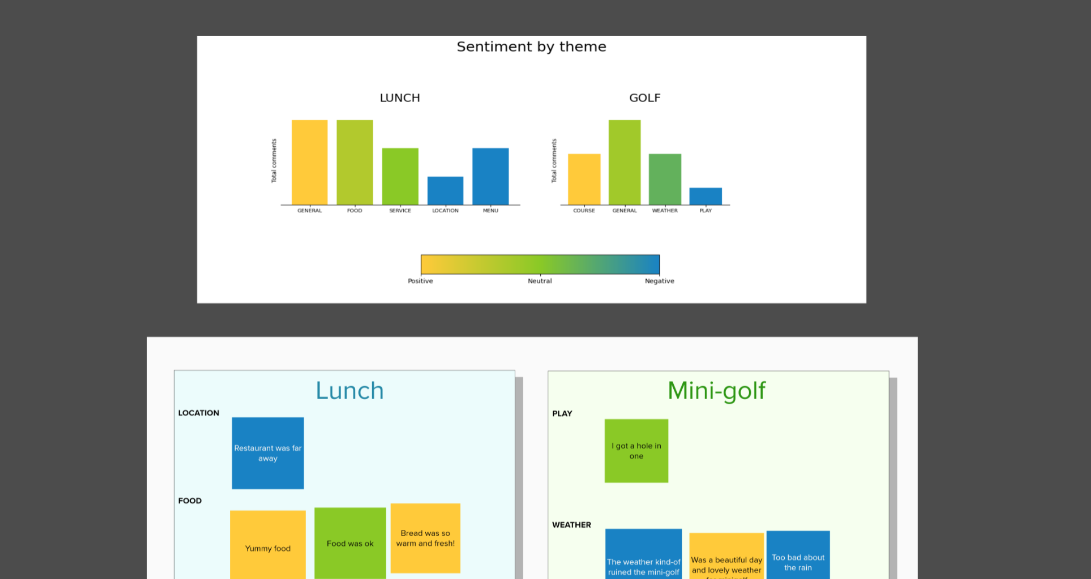 Sentiment by theme
LUNCH
GOLF
Total comments
GENERAL FOOD SERVICE LOCATION MENU
Total comments
COURSE GENERAL WEATHER PLAY
Positive Neutral Negative
Lunch
LOCATION
Restaurant was far
away
FOOD
Yummy food
Food was ok
Bread was so
warm and fresh!
Mini-golf
PLAY
I got a hole in
one
WEATHER
The weather kind-of
ruined the mini-golf
Was a beautiful day
and lovely weather
Too bad about
the rain